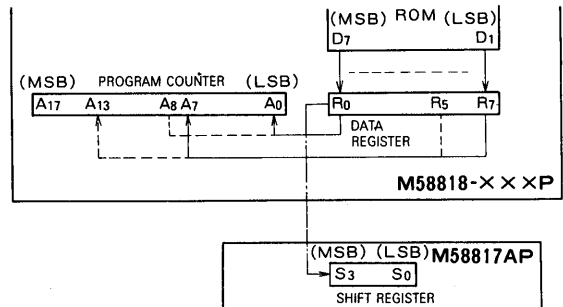 (MSB) ROM (LSB)
D7 D1
(MSB) PROGRAM COUNTER (LSB)
A17 A13 A8 A7 A0
R0 R5 R7
DATA
REGISTER
M58818-×××P
(MSB) (LSB) M58817AP
S3 S0
SHIFT REGISTER